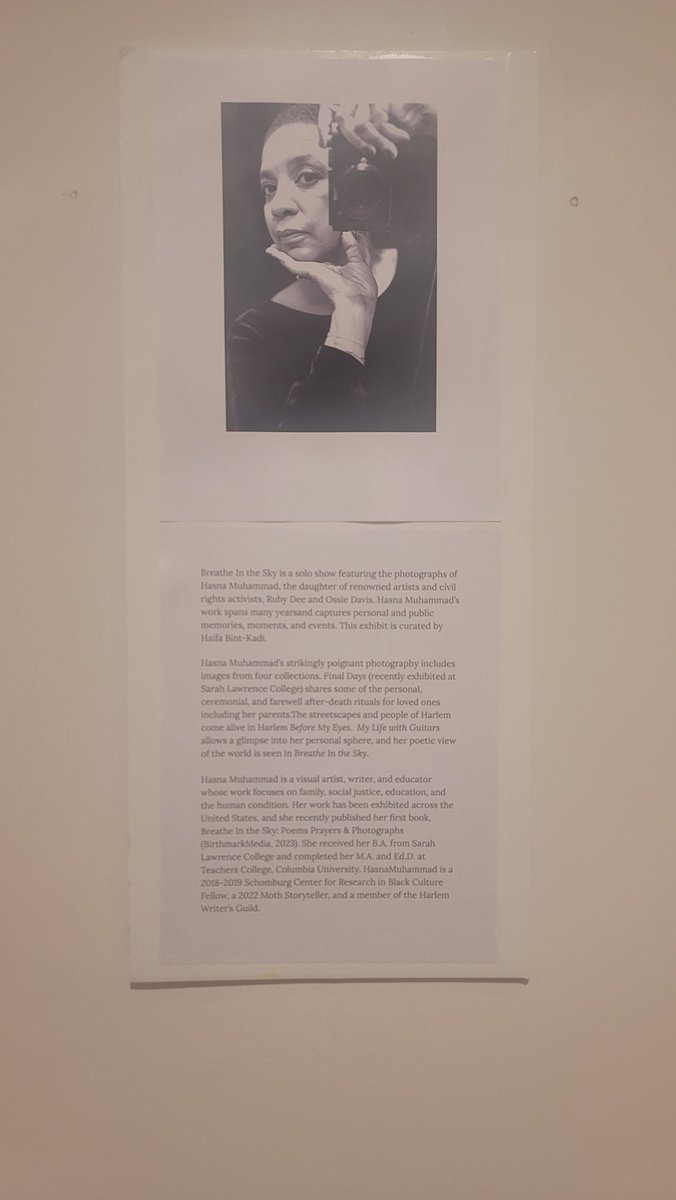 Breathe In the Sky is a solo show featuring the photographs of
Hasna Muhammad, the daughter of renowned artists and civil
rights activists, Ruby Dee and Ossie Davis. Hasna Muhammad's
work spans many yearsand captures personal and public
memories, moments, and events. This exhibit is curated by
Haifa Bint-Kadi.
Hasna Muhammad's strikingly poignant photography includes
images from four collections. Final Days (recently exhibited at
Sarah Lawrence College) shares some of the personal,
ceremonial, and farewell after-death rituals for loved ones
including her parents.The streetscapes and people of Harlem
come alive in Harlem Before My Eyes. My Life with Guitars
allows a glimpse into her personal sphere, and her poetic view
of the world is seen in Breathe In the Sky.
Hasna Muhammad is a visual artist, writer, and educator
whose work focuses on family, social justice, education, and
the human condition. Her work has been exhibited across the
United States, and she recently published her first book,
Breathe In the Sky: Poems Prayers & Photographs
(BirthmarkMedia, 2023). She received her B.A. from Sarah
Lawrence College and completed her M.A. and Ed.D. at
Teachers College, Columbia University. HasnaMuhammad is a
2018-2019 Schomburg Center for Research in Black Culture
Fellow, a 2022 Moth Storyteller, and a member of the Harlem
Writer's Guild.